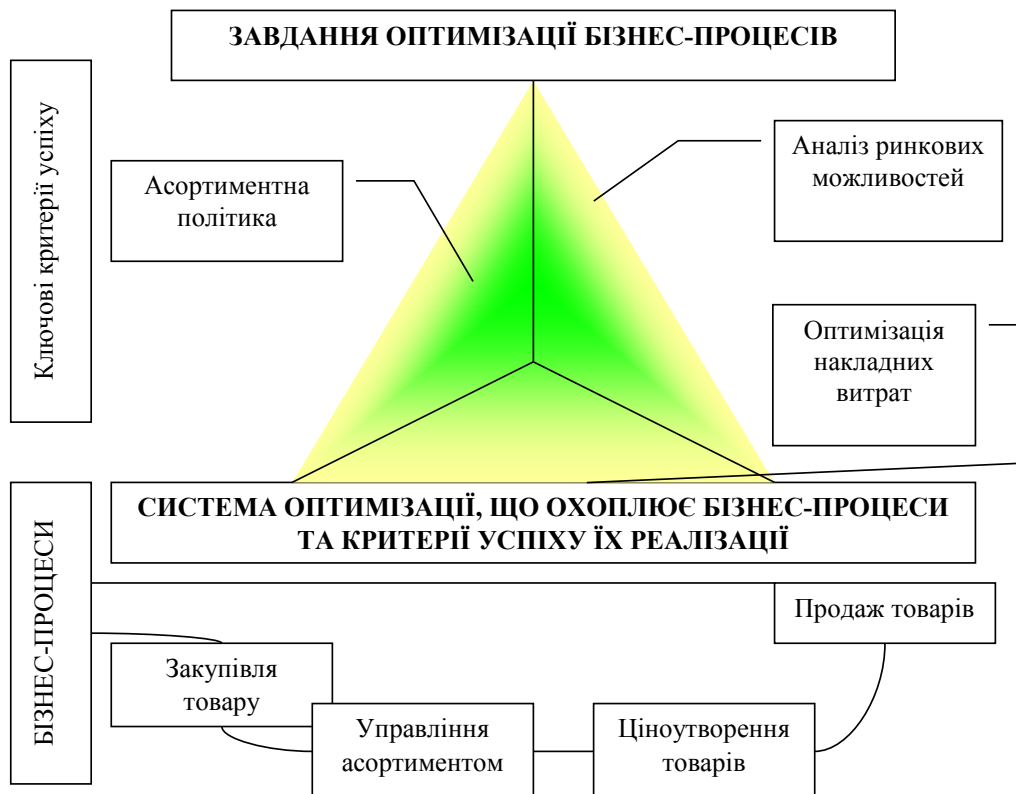 ЗАВДАННЯ ОПТИМІЗАЦІЇ БІЗНЕС-ПРОЦЕСІВ
Ключові критерії успіху
Асортиментна
політика
Аналіз ринкових
можливостей
Оптимізація
накладних
витрат
СИСТЕМА ОПТИМІЗАЦІЇ, ЩО ОХОПЛЮЄ БІЗНЕС-ПРОЦЕСИ
ТА КРИТЕРІЇ УСПІХУ ЇХ РЕАЛІЗАЦІЇ
БІЗНЕС-ПРОЦЕСИ
Продаж товарів
Закупівля
товару
Управління
асортиментом
Ціноутворення
товарів